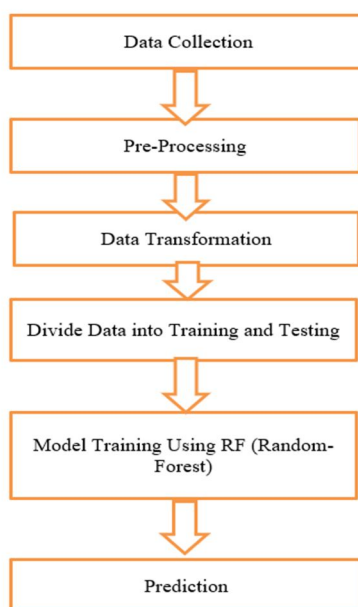 Data Collection
Pre-Processing
Data Transformation
Divide Data into Training and Testing
Model Training Using RF (Random-
Forest)
Prediction